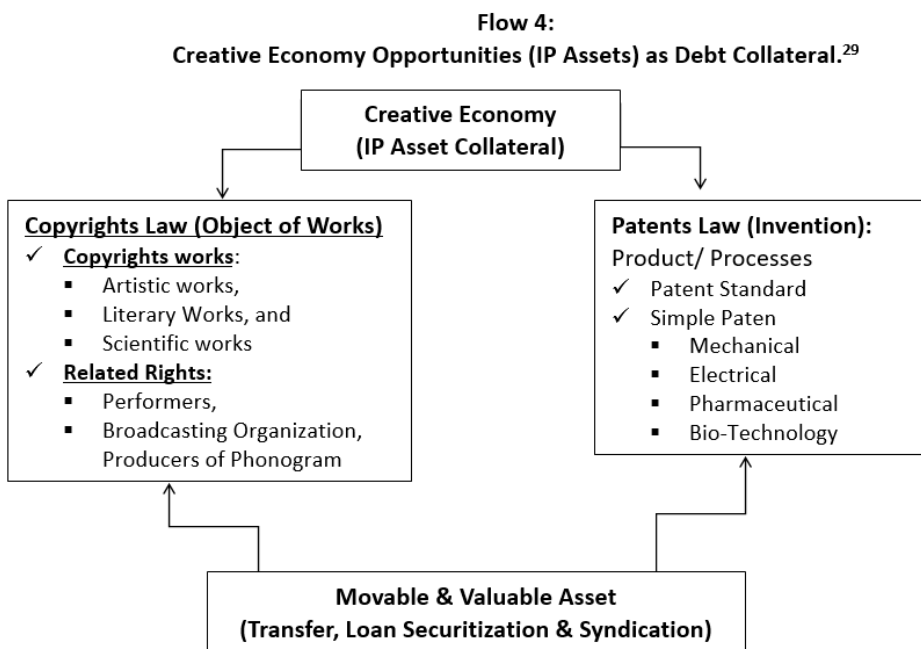 Flow 4:
Creative Economy Opportunities (IP Assets) as Debt Collateral.29
Creative Economy
(IP Asset Collateral)
Copyrights Law (Object of Works)
✓ Copyrights works:
▪ Artistic works,
▪ Literary Works, and
▪ Scientific works
✓ Related Rights:
▪ Performers,
▪ Broadcasting Organization,
Producers of Phonogram
Patents Law (Invention):
Product/ Processes
✓ Patent Standard
✓ Simple Paten
▪ Mechanical
▪ Electrical
▪ Pharmaceutical
▪ Bio-Technology
Movable & Valuable Asset
(Transfer, Loan Securitization & Syndication)